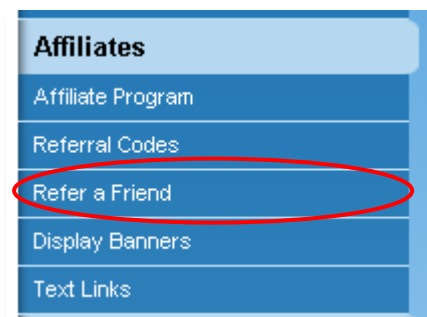 Affiliates
Affiliate Program
Referral Codes
Refer a Friend
Display Banners
Text Links